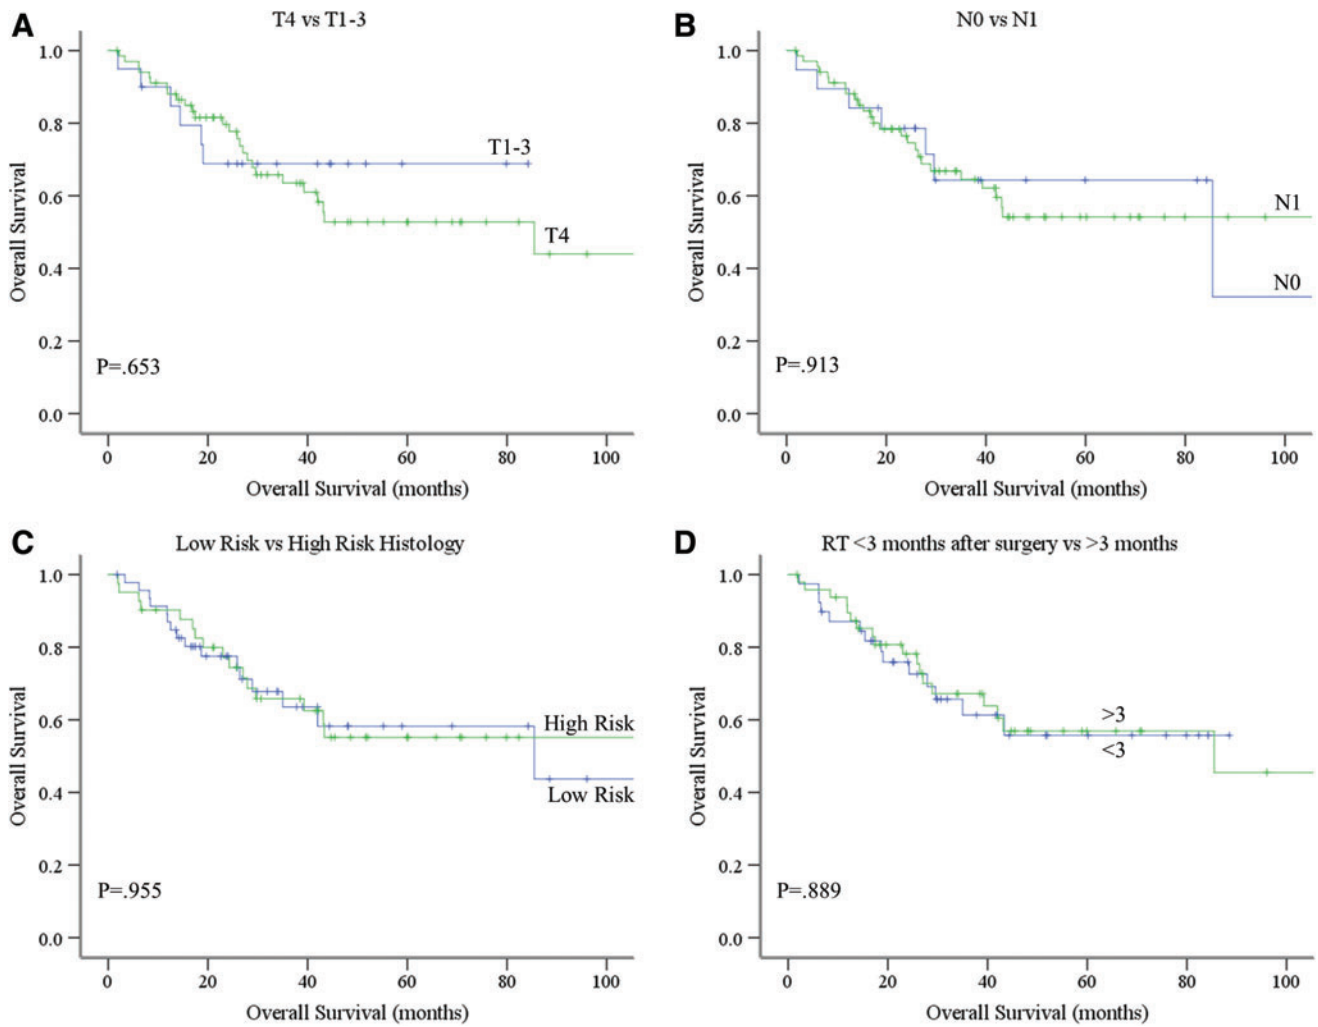 A
T4 vs T1-3
1.0
0.8
0.6
0.4
0.2
0.0
Overall Survival
T1-3
T4
P=.653
0 20 40 60 80 100
Overall Survival (months)
B
N0 vs N1
1.0
0.8
0.6
0.4
0.2
0.0
Overall Survival
N1
N0
P=.913
0 20 40 60 80 100
Overall Survival (months)
C
Low Risk vs High Risk Histology
1.0
0.8
0.6
0.4
0.2
0.0
Overall Survival
High Risk
Low Risk
P=.955
0 20 40 60 80 100
Overall Survival (months)
D
RT <3 months after surgery vs >3 months
1.0
0.8
0.6
0.4
0.2
0.0
Overall Survival
>3
<3
P=.889
0 20 40 60 80 100
Overall Survival (months)